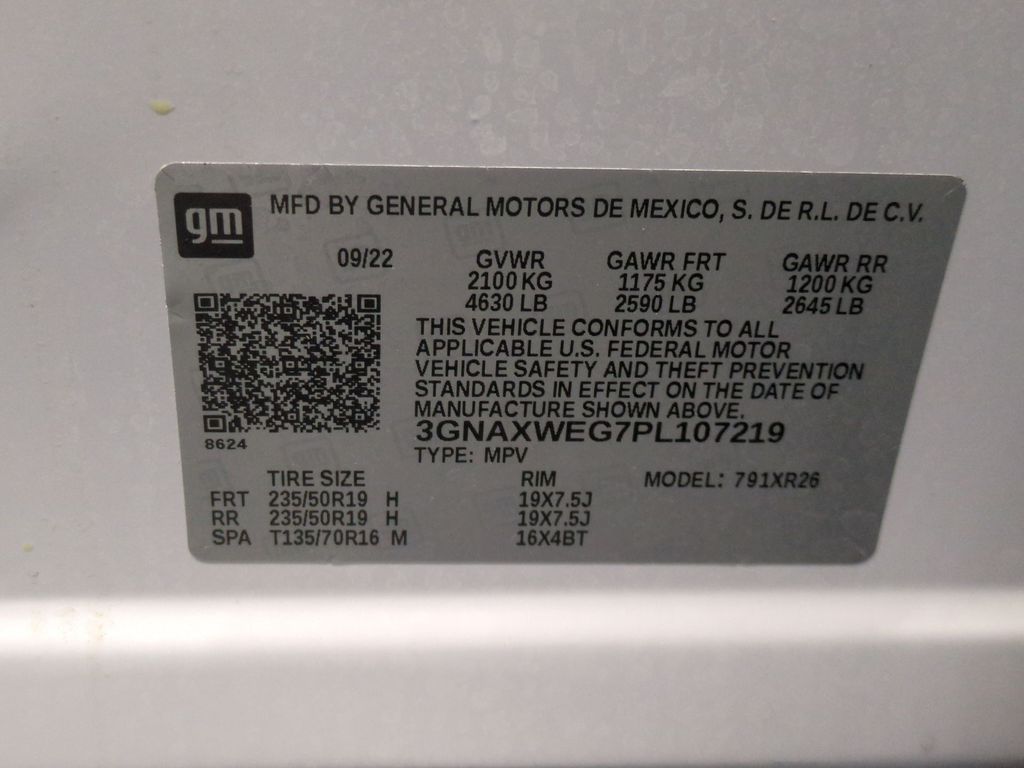 gm MFD BY GENERAL MOTORS DE MEXICO, S. DE R.L. DE C.V.
09/22 GVWR GAWR FRT GAWR RR
2100 KG 1175 KG 1200 KG
4630 LB 2590 LB 2645 LB
THIS VEHICLE CONFORMS TO ALL
APPLICABLE U.S. FEDERAL MOTOR
VEHICLE SAFETY AND THEFT PREVENTION
STANDARDS IN EFFECT ON THE DATE OF
MANUFACTURE SHOWN ABOVE.
3GNAXWEG7PL107219
8624
TYPE: MPV
TIRE SIZE RIM MODEL: 791XR26
FRT 235/50R19 H 19X7.5J
RR 235/50R19 H 19X7.5J
SPA T135/70R16 M 16X4BT